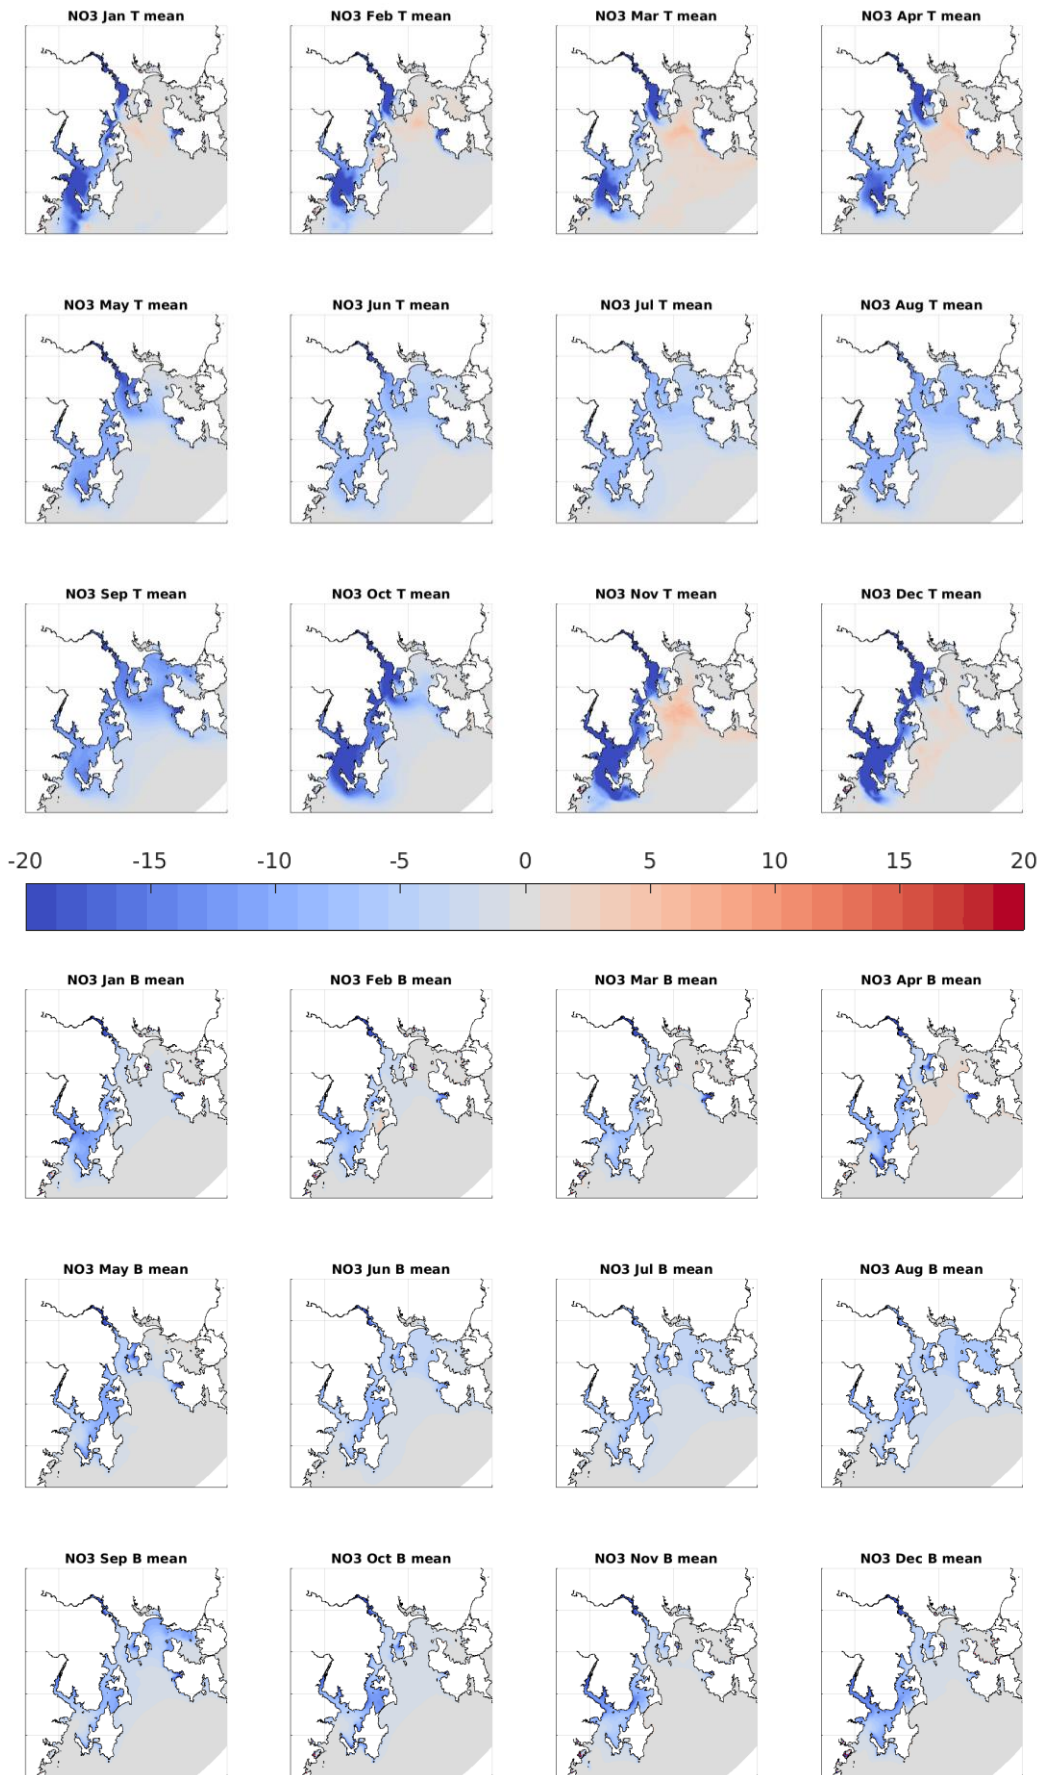 NO3 Jan T mean NO3 Feb T mean NO3 Mar T mean NO3 Apr T mean
NO3 May T mean NO3 Jun T mean NO3 Jul T mean NO3 Aug T mean
NO3 Sep T mean NO3 Oct T mean NO3 Nov T mean NO3 Dec T mean
-20 -15 -10 -5 0 5 10 15 20
NO3 Jan B mean NO3 Feb B mean NO3 Mar B mean NO3 Apr B mean
NO3 May B mean NO3 Jun B mean NO3 Jul B mean NO3 Aug B mean
NO3 Sep B mean NO3 Oct B mean NO3 Nov B mean NO3 Dec B mean